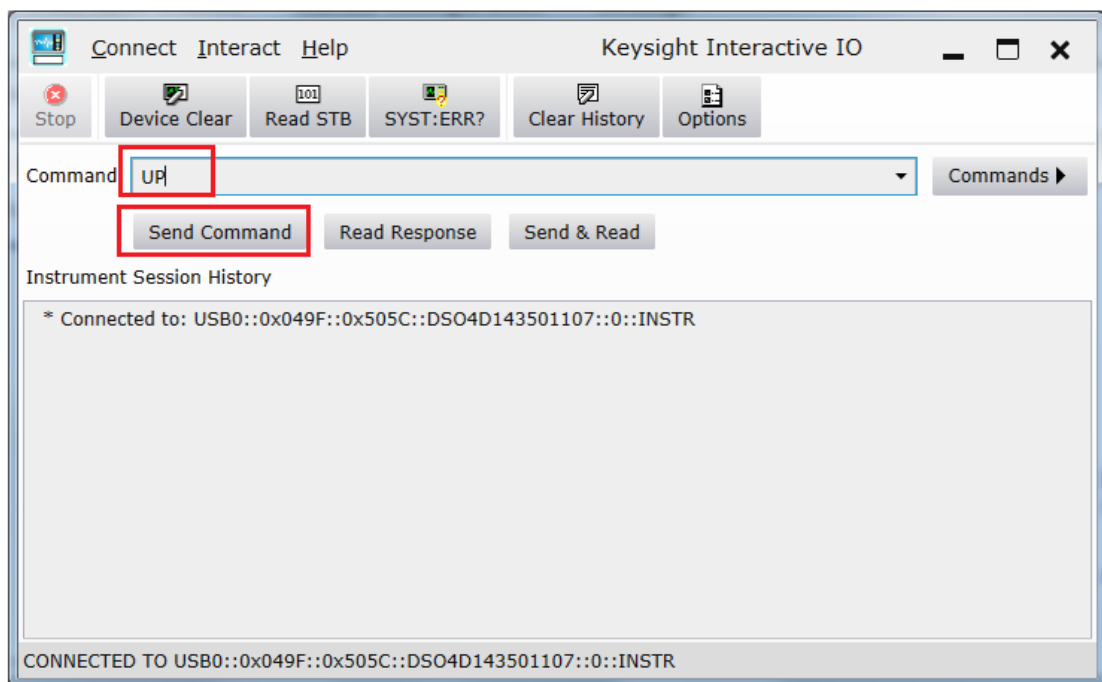 Connect Interact Help Keysight Interactive IO
Stop Device Clear Read STB SYST:ERR? Clear History Options
Command UP Commands
Send Command Read Response Send & Read
Instrument Session History
* Connected to: USB0::0x049F::0x505C::DSO4D143501107::0::INSTR
CONNECTED TO USB0::0x049F::0x505C::DSO4D143501107::0::INSTR